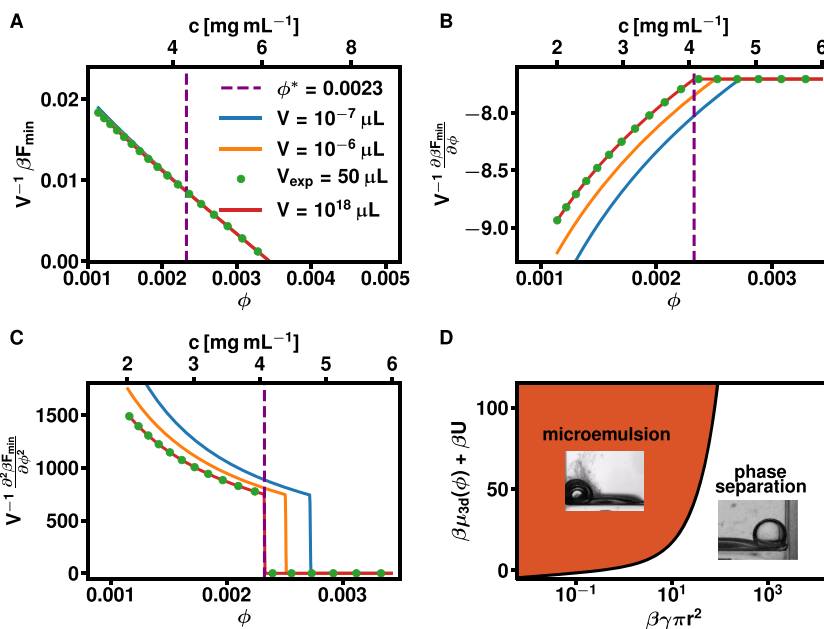 A
c [mg mL⁻¹]
4 6 8
V⁻¹ βF_min
0.02
0.01
0.00
0.001 0.002 0.003 0.004 0.005
ϕ
ϕ* = 0.0023
V = 10⁻⁷ μL
V = 10⁻⁶ μL
V_exp = 50 μL
V = 10¹⁸ μL
B
c [mg mL⁻¹]
2 3 4 5 6
V⁻¹ ∂βF_min/∂ϕ
−8.0
−8.5
−9.0
0.001 0.002 0.003
ϕ
C
c [mg mL⁻¹]
2 3 4 5 6
V⁻¹ ∂²βF_min/∂ϕ²
1500
1000
500
0
0.001 0.002 0.003
ϕ
D
βμ_3d(ϕ) + βU
100
50
0
microemulsion
phase
separation
10⁻¹ 10¹ 10³
βγπr²